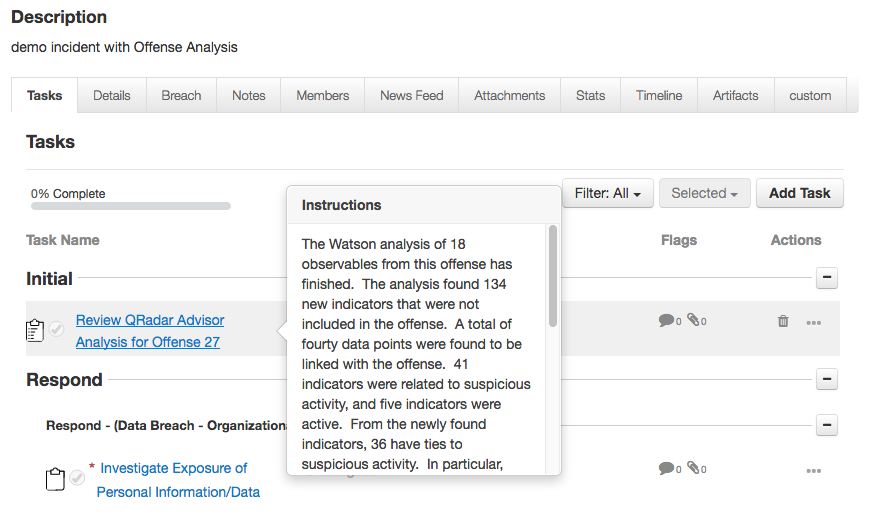 Description
demo incident with Offense Analysis
Tasks Details Breach Notes Members News Feed Attachments Stats Timeline Artifacts custom
Tasks
0% Complete
Filter: All Selected Add Task
Task Name Flags Actions
Initial
Review QRadar Advisor
Analysis for Offense 27
0 0
Respond
Respond - (Data Breach - Organizational
* Investigate Exposure of
Personal Information/Data
0 0
Instructions
The Watson analysis of 18
observables from this offense has
finished. The analysis found 134
new indicators that were not
included in the offense. A total of
fourty data points were found to be
linked with the offense. 41
indicators were related to suspicious
activity, and five indicators were
active. From the newly found
indicators, 36 have ties to
suspicious activity. In particular,